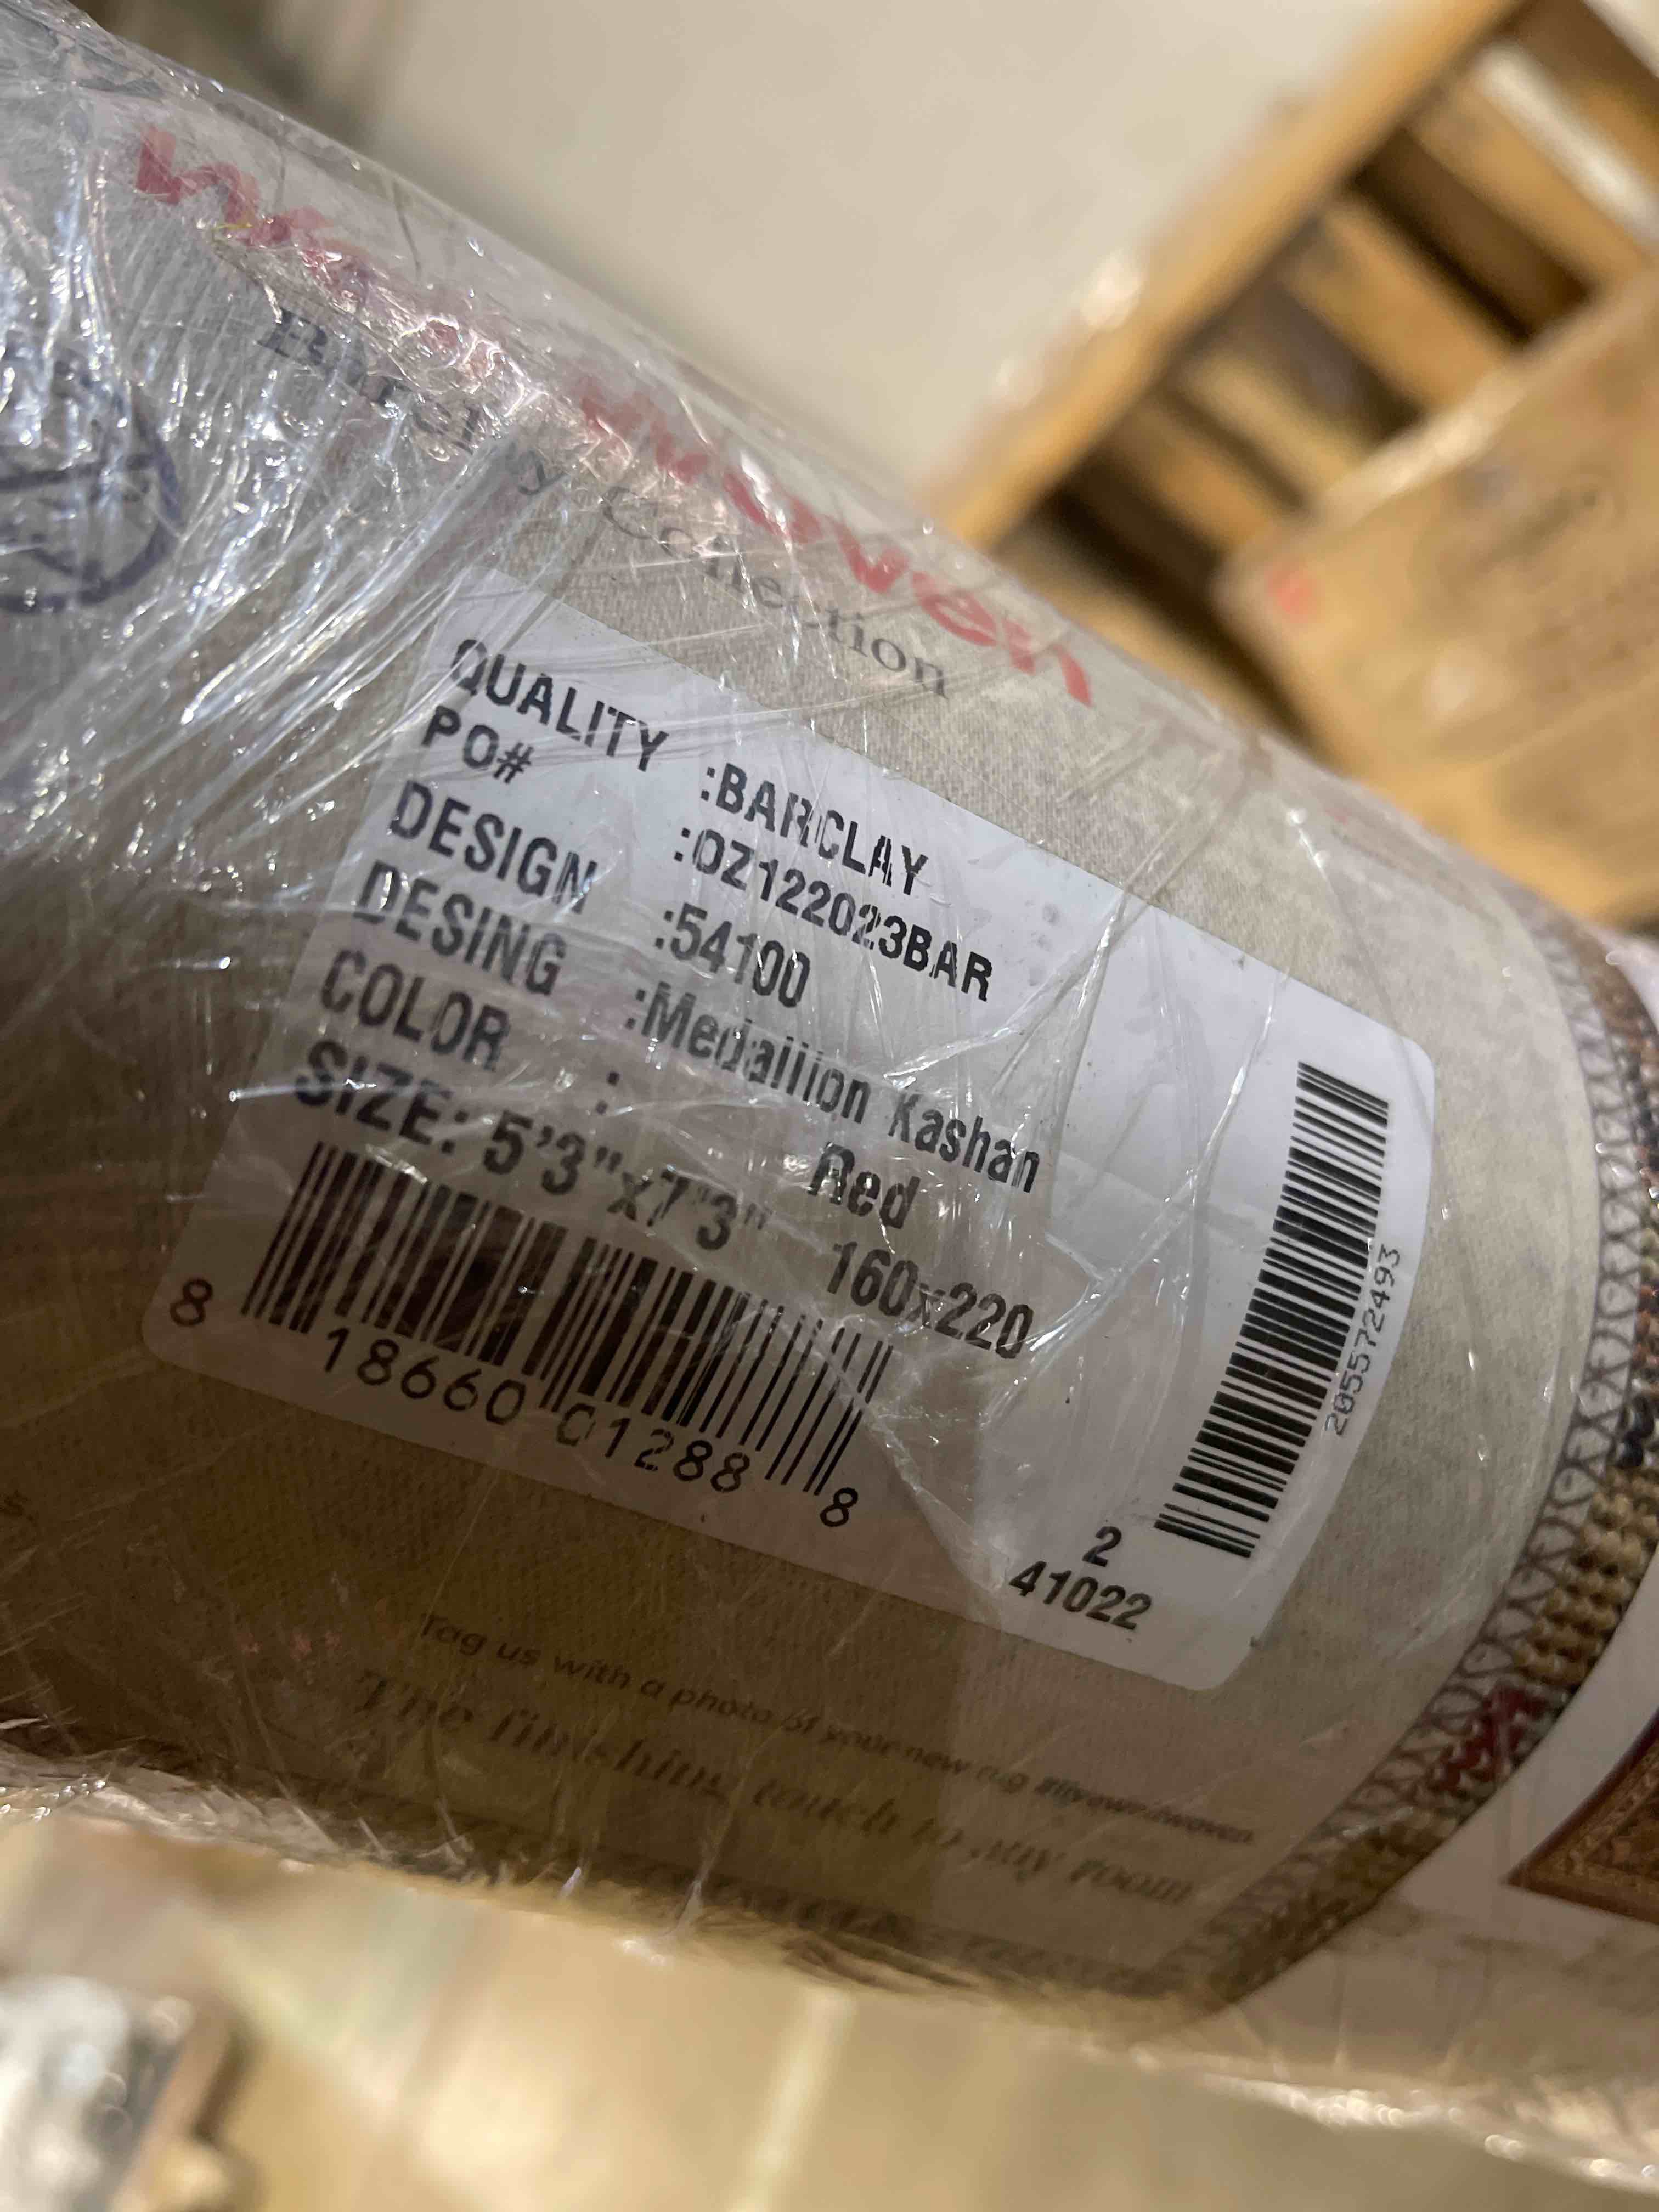 woven
Collection
QUALITY :BARCLAY
PO# :OZ122023BAR
DESIGN :54100
DESING :Medallion Kashan
COLOR : Red
SIZE: 5'3"x7'3" 160x220
8 18660 01288 8
2
41022
205572493
Tag us with a photo of your new rug
The finishing touch to any room